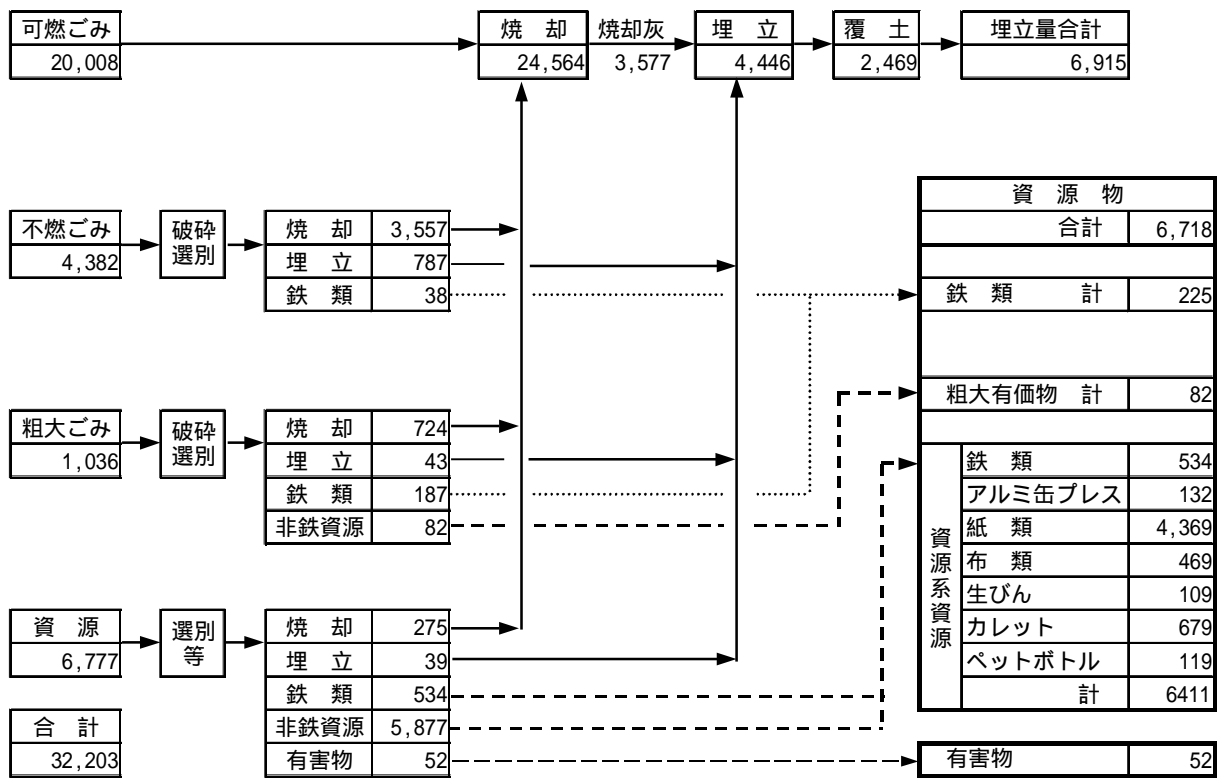 可燃ごみ
20,008
焼 却
24,564
焼却灰
3,577
埋 立
4,446
覆 土
2,469
埋立量合計
6,915
不燃ごみ
4,382
破砕
選別
焼 却 3,557
埋 立 787
鉄 類 38
粗大ごみ
1,036
破砕
選別
焼 却 724
埋 立 43
鉄 類 187
非鉄資源 82
資 源
6,777
選別
等
焼 却 275
埋 立 39
鉄 類 534
非鉄資源 5,877
有害物 52
合 計
32,203
資 源 物
合計 6,718
鉄 類 計 225
粗大有価物 計 82
資源系資源
鉄 類 534
アルミ缶プレス 132
紙 類 4,369
布 類 469
生びん 109
カレット 679
ペットボトル 119
計 6411
有害物 52